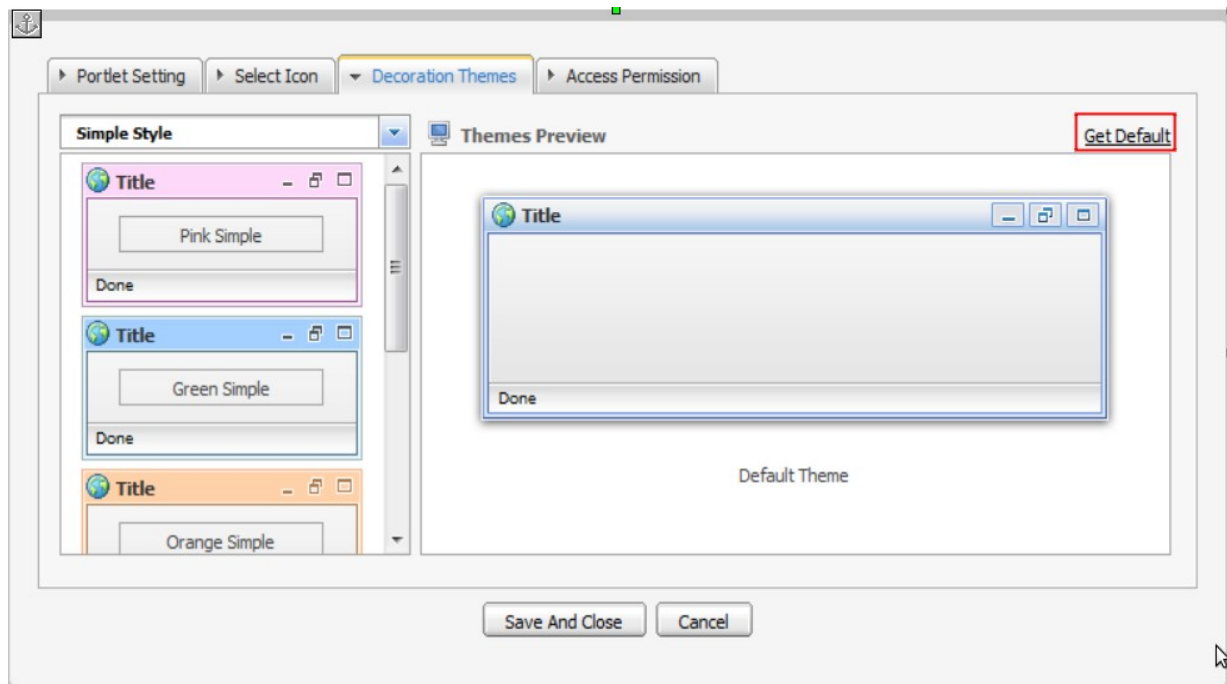 Portlet Setting
Select Icon
Decoration Themes
Access Permission
Simple Style
Themes Preview
Get Default
Title
Pink Simple
Done
Title
Green Simple
Done
Title
Orange Simple
Title
Done
Default Theme
Save And Close
Cancel